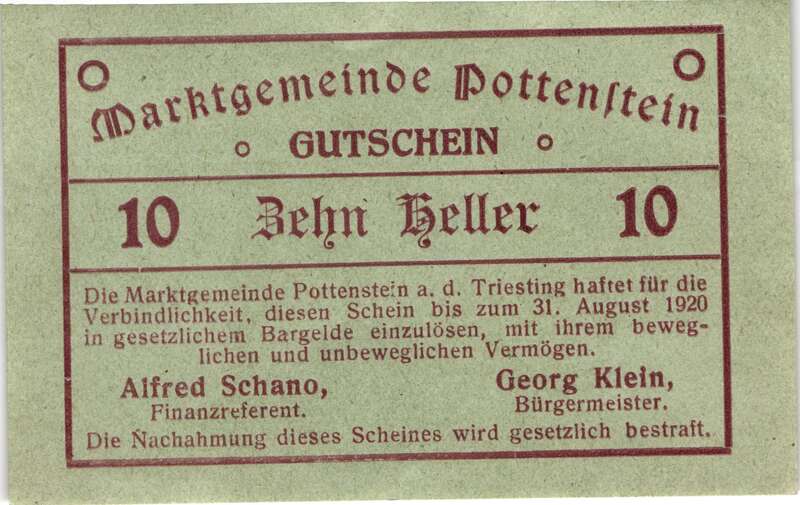 Marktgemeinde Pottenstein
GUTSCHEIN
10 Zehn Heller 10
Die Marktgemeinde Pottenstein a. d. Triesting haftet für die
Verbindlichkeit, diesen Schein bis zum 31. August 1920
in gesetzlichem Bargelde einzulösen, mit ihrem beweg-
lichen und unbeweglichen Vermögen.
Alfred Schano, Georg Klein,
Finanzreferent. Bürgermeister.
Die Nachahmung dieses Scheines wird gesetzlich bestraft.